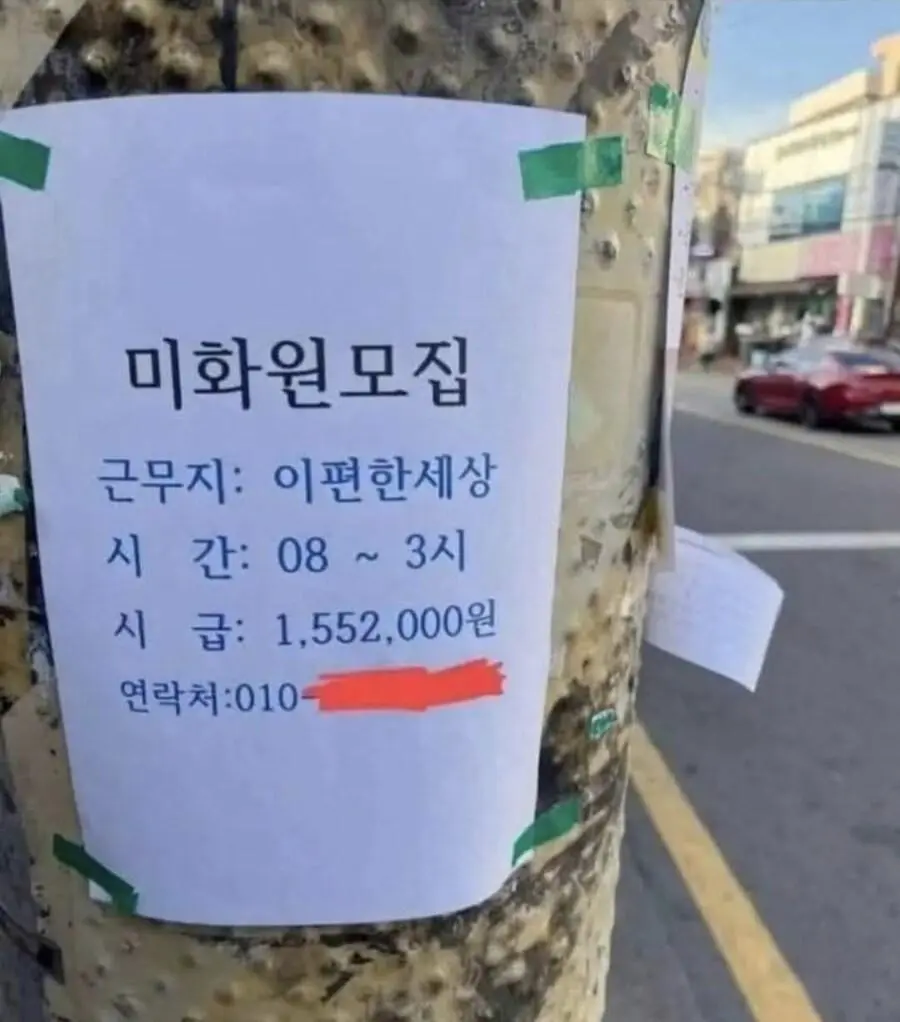 미화원모집
근무지: 이편한세상
시 간: 08 ~ 3시
시 급: 1,552,000원
연락처:010-